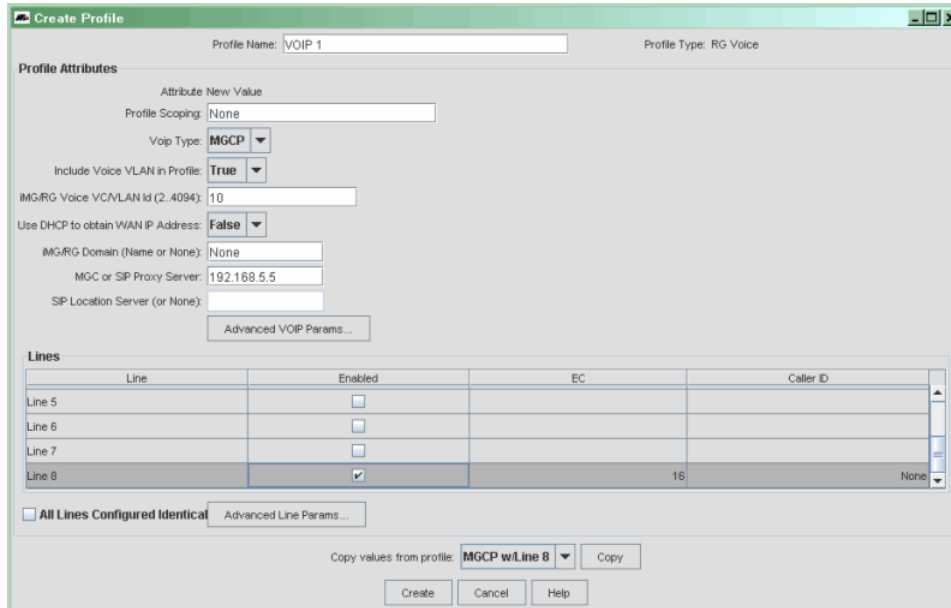 Create Profile
Profile Name: VOIP 1 Profile Type: RG Voice
Profile Attributes
Attribute New Value
Profile Scoping: None
Voip Type: MGCP
Include Voice VLAN in Profile: True
iMG/RG Voice VC/VLAN Id (2..4094): 10
Use DHCP to obtain WAN IP Address: False
iMG/RG Domain (Name or None): None
MGC or SIP Proxy Server: 192.168.5.5
SIP Location Server (or None):
Advanced VOIP Params...
Lines
Line Enabled EC Caller ID
Line 5
Line 6
Line 7
Line 8 16 None
All Lines Configured Identical Advanced Line Params...
Copy values from profile: MGCP w/Line 8 Copy
Create Cancel Help